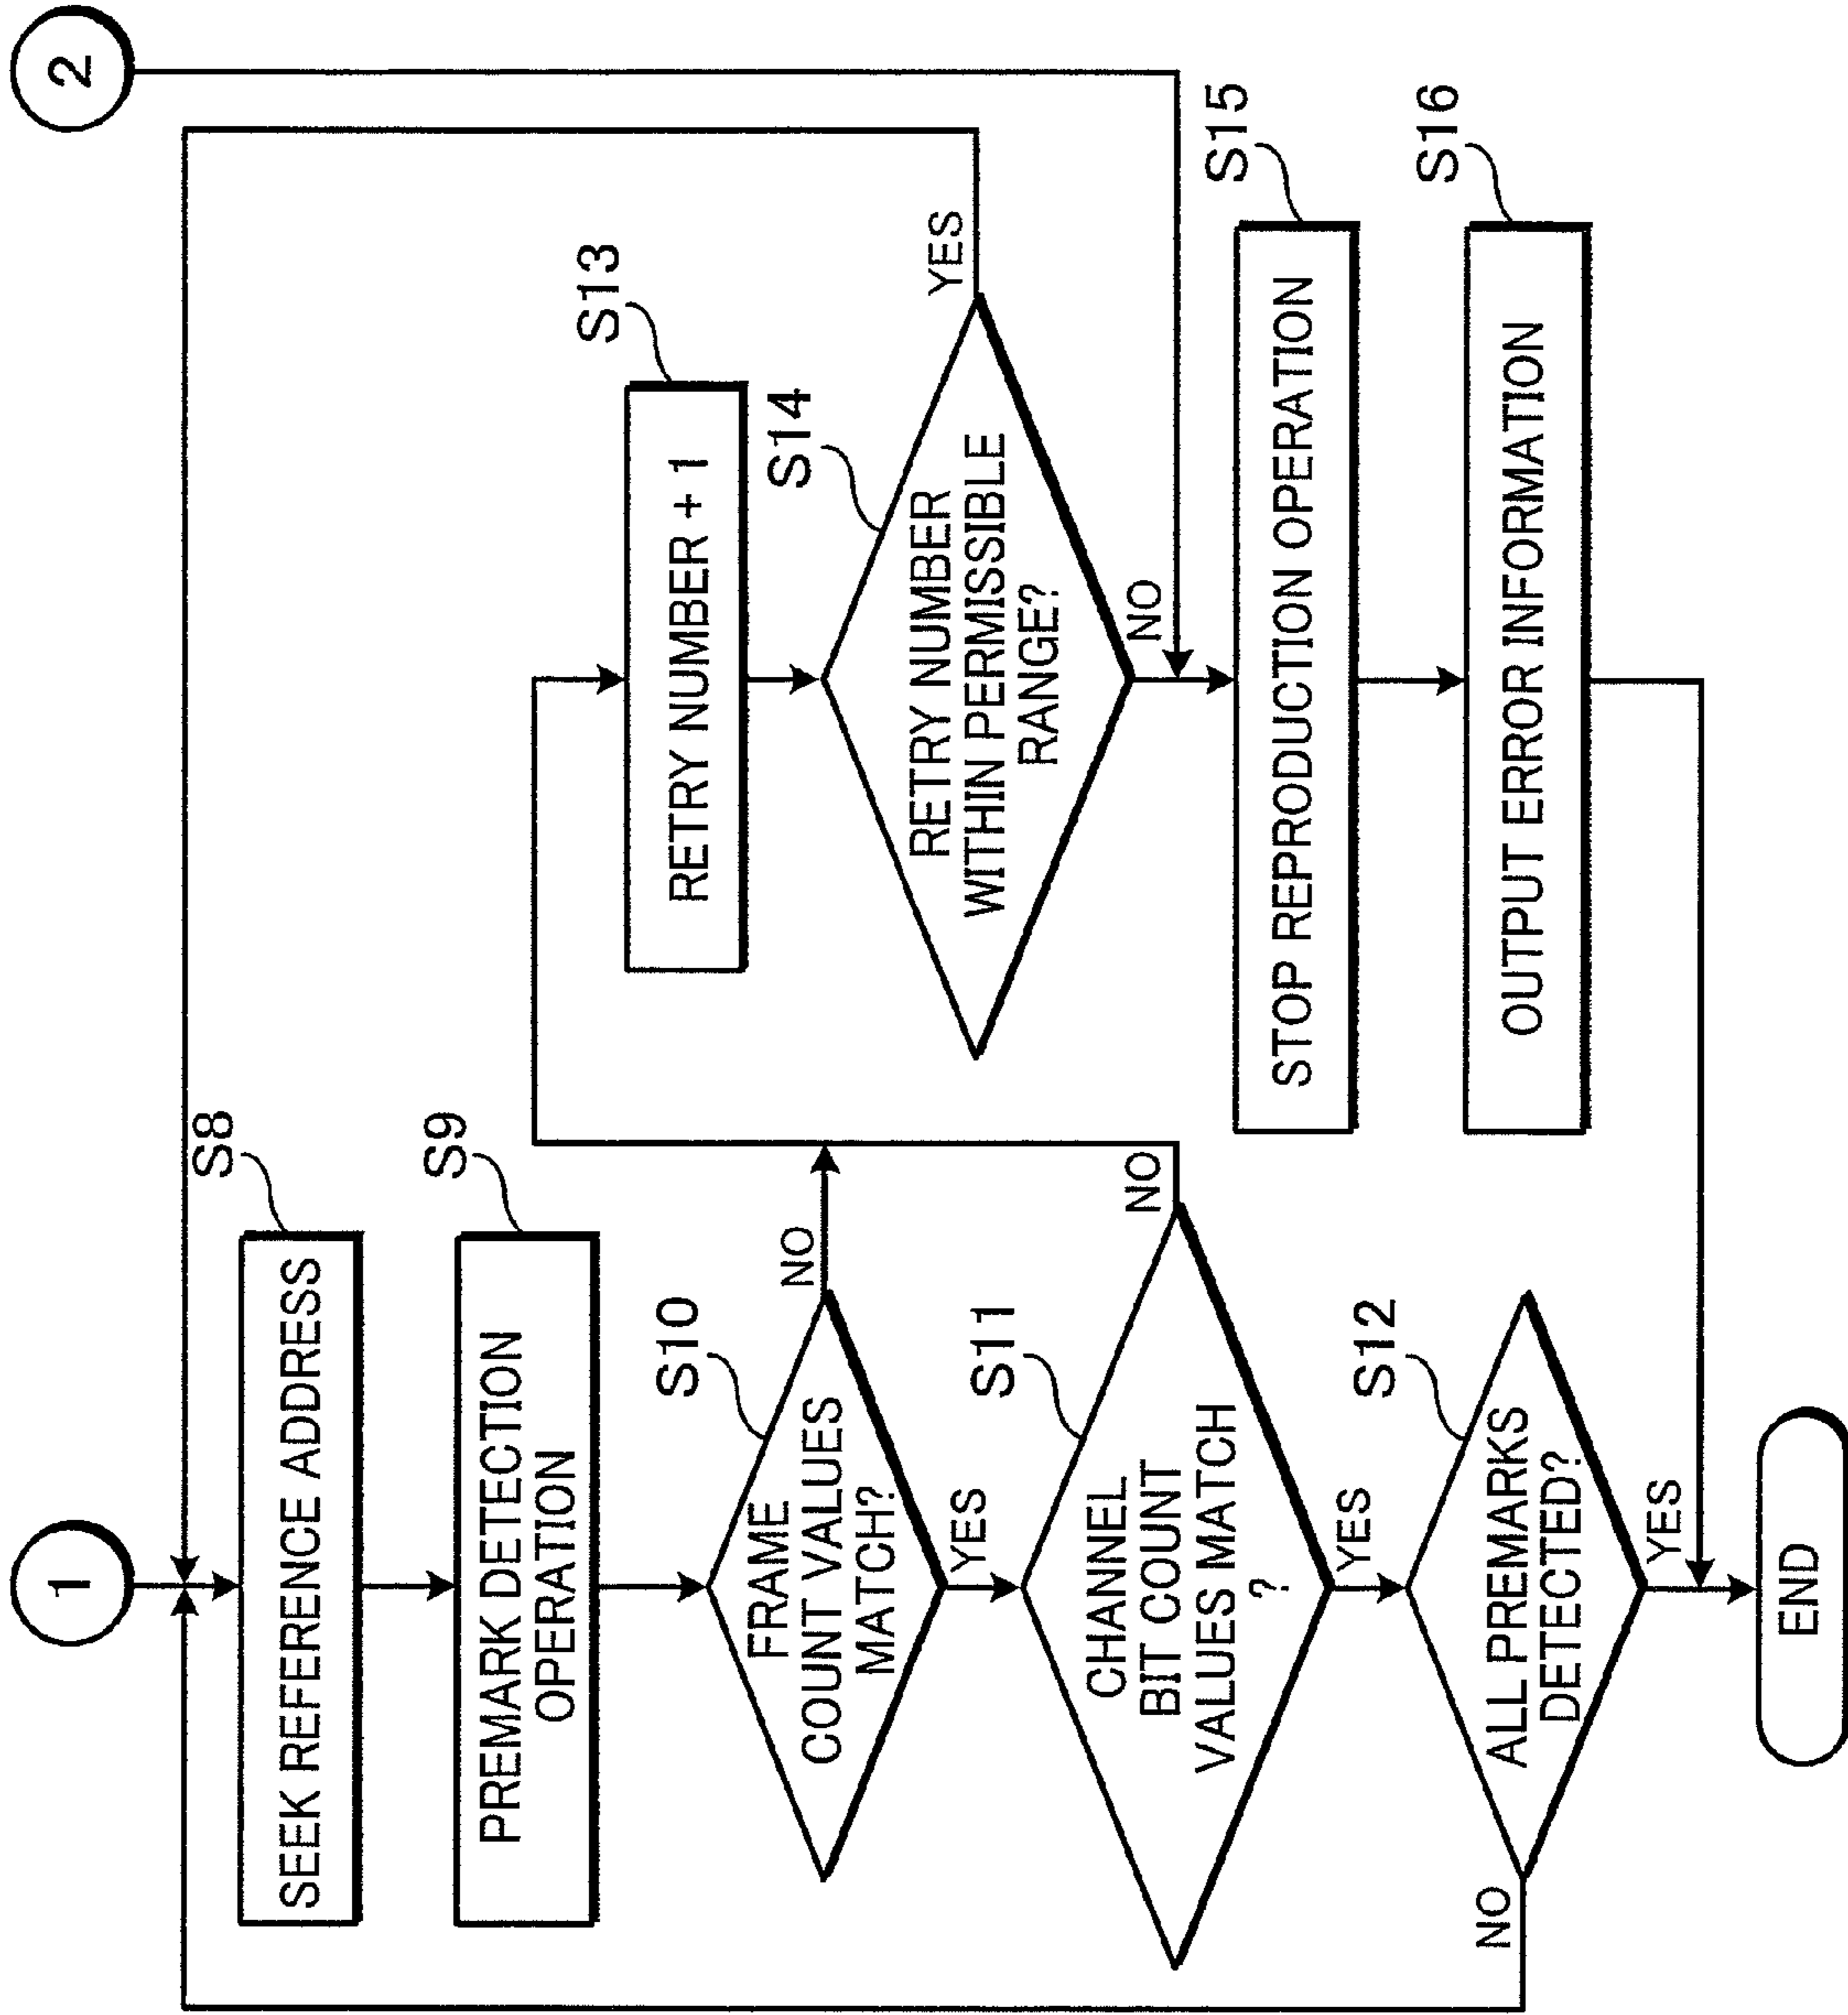 1
2
S8
SEEK REFERENCE ADDRESS
S9
PREMARK DETECTION
OPERATION
S10
FRAME
COUNT VALUES
MATCH?
NO
YES
S11
CHANNEL
BIT COUNT
VALUES MATCH
?
NO
YES
S12
ALL PREMARKS
DETECTED?
NO
YES
END
S13
RETRY NUMBER + 1
S14
RETRY NUMBER
WITHIN PERMISSIBLE
RANGE?
YES
NO
S15
STOP REPRODUCTION OPERATION
S16
OUTPUT ERROR INFORMATION